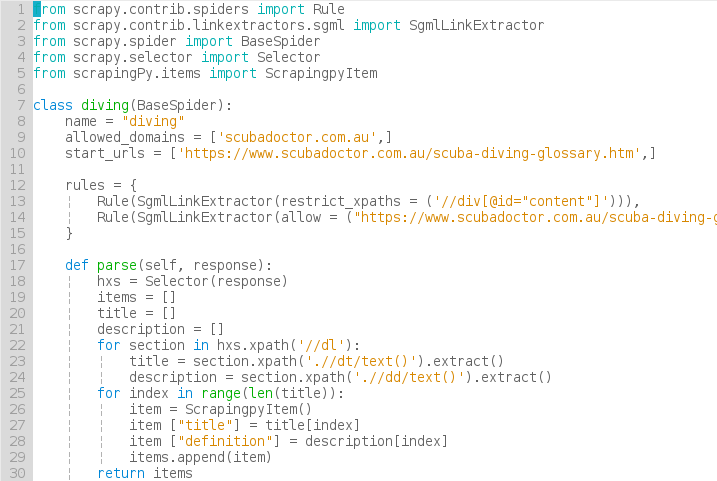 1 from scrapy.contrib.spiders import Rule
2 from scrapy.contrib.linkextractors.sgml import SgmlLinkExtractor
3 from scrapy.spider import BaseSpider
4 from scrapy.selector import Selector
5 from scrapingPy.items import ScrapingpyItem
6
7 class diving(BaseSpider):
8     name = "diving"
9     allowed_domains = ['scubadoctor.com.au',]
10     start_urls = ['https://www.scubadoctor.com.au/scuba-diving-glossary.htm',]
11
12     rules = {
13         Rule(SgmlLinkExtractor(restrict_xpaths = ('//div[@id="content"]'))),
14         Rule(SgmlLinkExtractor(allow = ("https://www.scubadoctor.com.au/scuba-diving-g
15     }
16
17     def parse(self, response):
18         hxs = Selector(response)
19         items = []
20         title = []
21         description = []
22         for section in hxs.xpath('//dl'):
23             title = section.xpath('.//dt/text()').extract()
24             description = section.xpath('.//dd/text()').extract()
25         for index in range(len(title)):
26             item = ScrapingpyItem()
27             item ["title"] = title[index]
28             item ["definition"] = description[index]
29             items.append(item)
30         return items